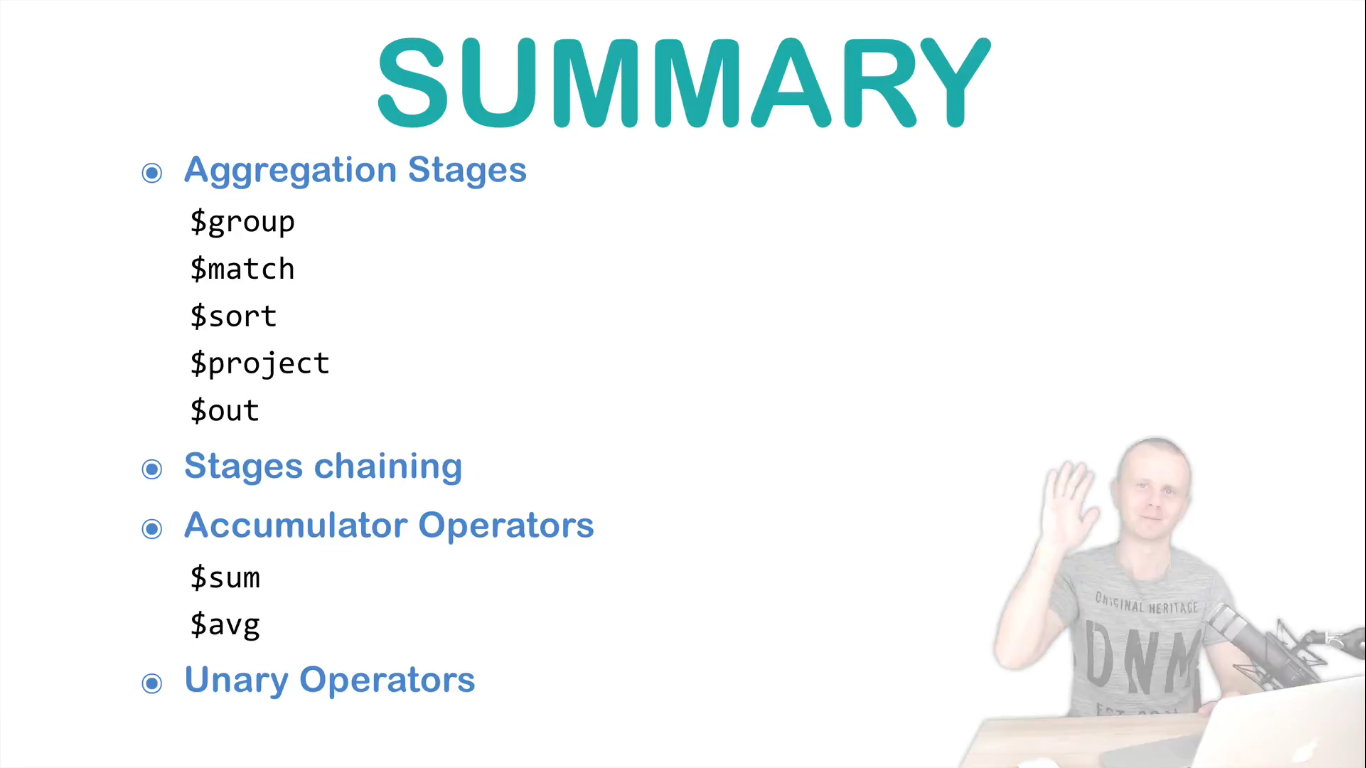 SUMMARY
Aggregation Stages
$group
$match
$sort
$project
$out
Stages chaining
Accumulator Operators
$sum
$avg
Unary Operators
ORIGINAL HERITAGE
DNM